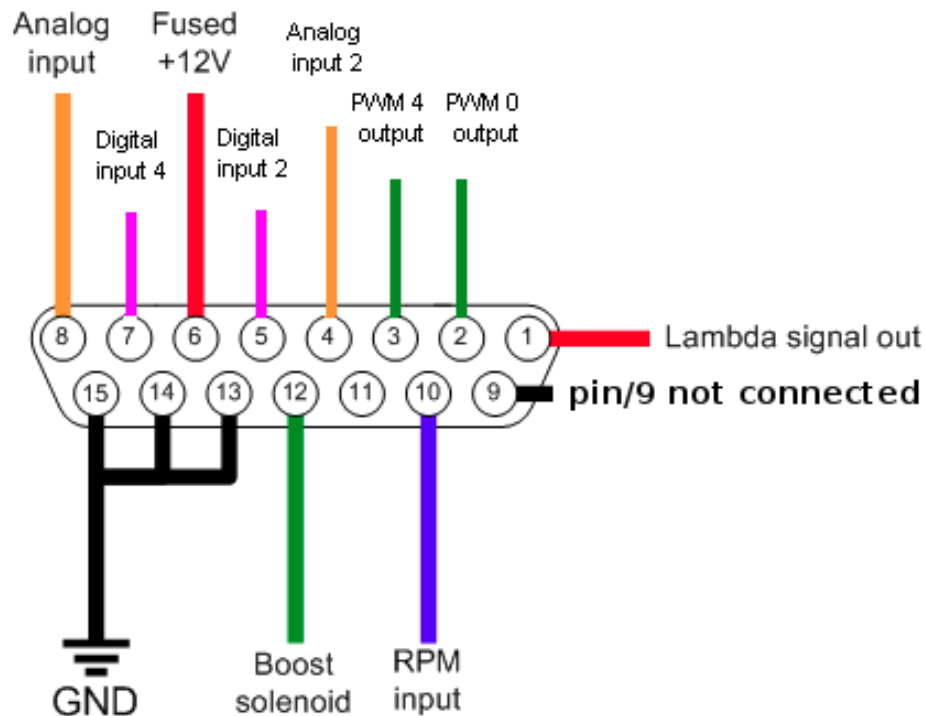 Analog
input
Fused
+12V
Analog
input 2
PWM 4
output
PWM 0
output
Digital
input 4
Digital
input 2
8
7
6
5
4
3
2
1
Lambda signal out
15
14
13
12
11
10
9
pin/9 not connected
GND
Boost
solenoid
RPM
input